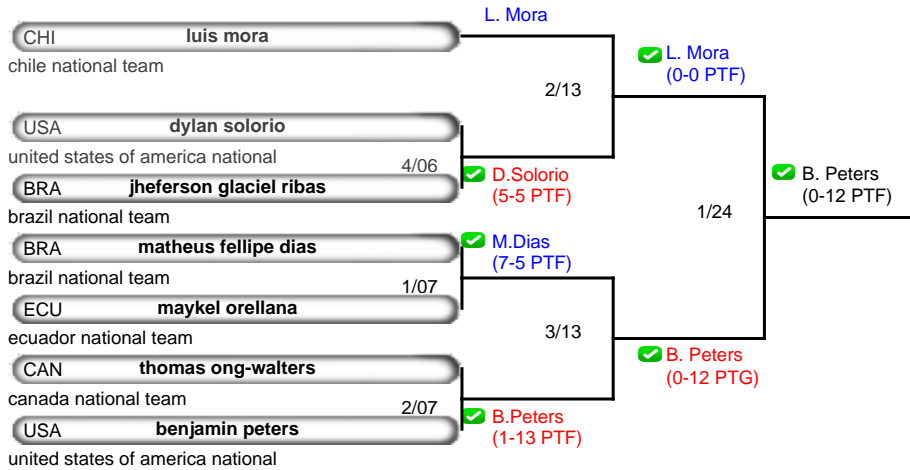 L. Mora
CHI luis mora
chile national team
L. Mora
(0-0 PTF)
2/13
USA dylan solorio
united states of america national
4/06
D.Solorio
(5-5 PTF)
BRA jheferson glaciel ribas
brazil national team
B. Peters
(0-12 PTF)
1/24
BRA matheus fellipe dias
brazil national team
M.Dias
(7-5 PTF)
1/07
ECU maykel orellana
ecuador national team
3/13
B. Peters
(0-12 PTG)
CAN thomas ong-walters
canada national team
2/07
B.Peters
(1-13 PTF)
USA benjamin peters
united states of america national